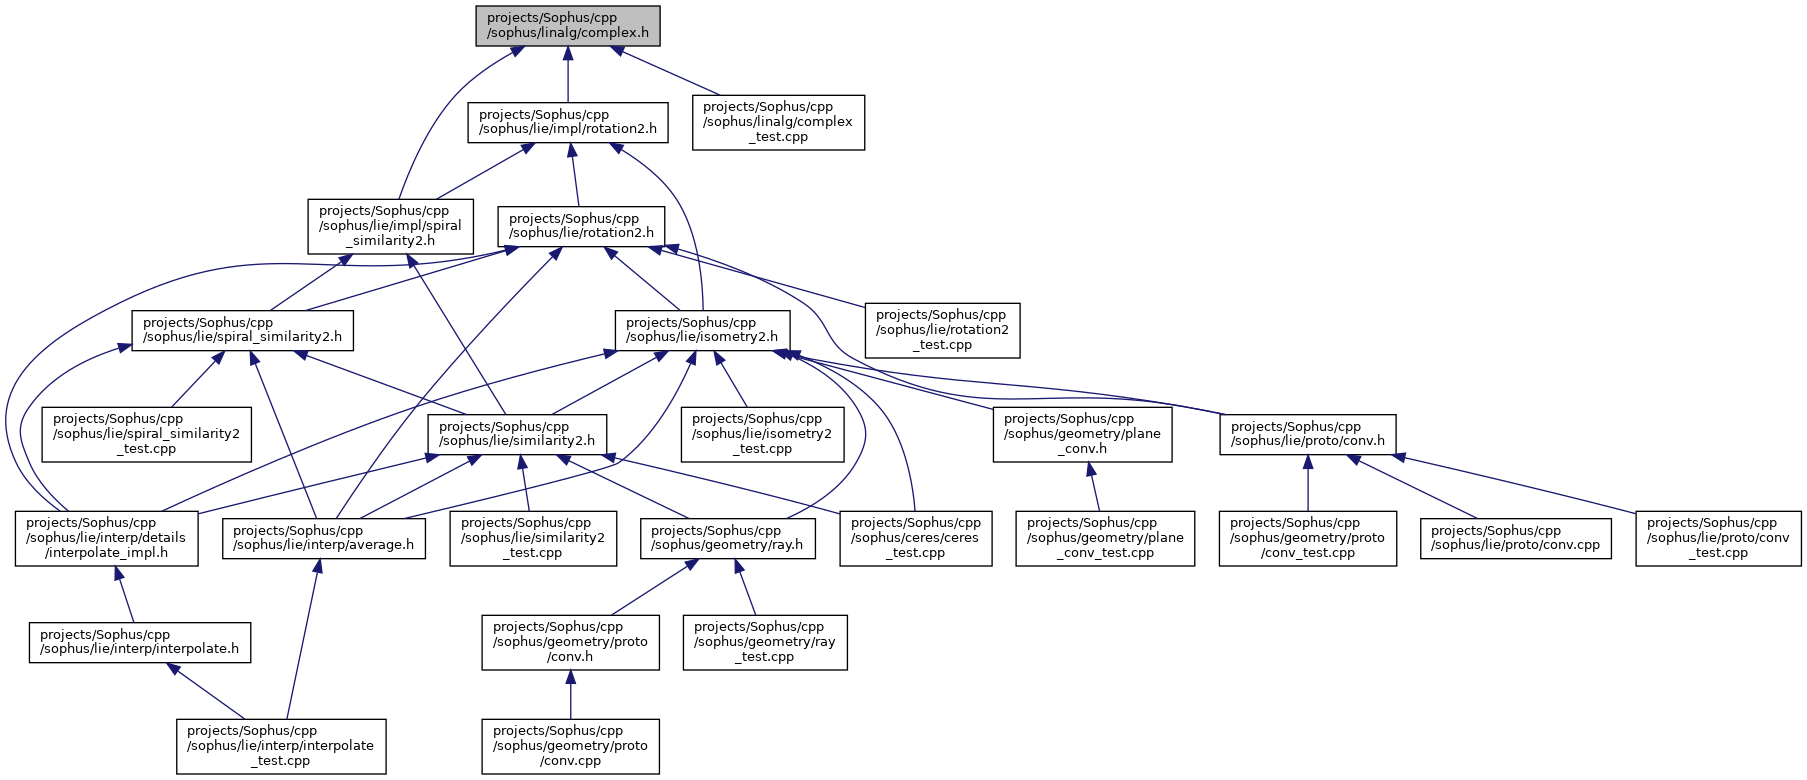 projects/Sophus/cpp
/sophus/linalg/complex.h
projects/Sophus/cpp
/sophus/lie/impl/rotation2.h
projects/Sophus/cpp
/sophus/linalg/complex
_test.cpp
projects/Sophus/cpp
/sophus/lie/impl/spiral
_similarity2.h
projects/Sophus/cpp
/sophus/lie/rotation2.h
projects/Sophus/cpp
/sophus/lie/spiral_similarity2.h
projects/Sophus/cpp
/sophus/lie/isometry2.h
projects/Sophus/cpp
/sophus/lie/rotation2
_test.cpp
projects/Sophus/cpp
/sophus/lie/spiral_similarity2
_test.cpp
projects/Sophus/cpp
/sophus/lie/similarity2.h
projects/Sophus/cpp
/sophus/lie/isometry2
_test.cpp
projects/Sophus/cpp
/sophus/geometry/plane
_conv.h
projects/Sophus/cpp
/sophus/lie/proto/conv.h
projects/Sophus/cpp
/sophus/lie/interp/details
/interpolate_impl.h
projects/Sophus/cpp
/sophus/lie/interp/average.h
projects/Sophus/cpp
/sophus/lie/similarity2
_test.cpp
projects/Sophus/cpp
/sophus/geometry/ray.h
projects/Sophus/cpp
/sophus/ceres/ceres
_test.cpp
projects/Sophus/cpp
/sophus/geometry/plane
_conv_test.cpp
projects/Sophus/cpp
/sophus/geometry/proto
/conv_test.cpp
projects/Sophus/cpp
/sophus/lie/proto/conv.cpp
projects/Sophus/cpp
/sophus/lie/proto/conv
_test.cpp
projects/Sophus/cpp
/sophus/lie/interp/interpolate.h
projects/Sophus/cpp
/sophus/geometry/proto
/conv.h
projects/Sophus/cpp
/sophus/geometry/ray
_test.cpp
projects/Sophus/cpp
/sophus/lie/interp/interpolate
_test.cpp
projects/Sophus/cpp
/sophus/geometry/proto
/conv.cpp